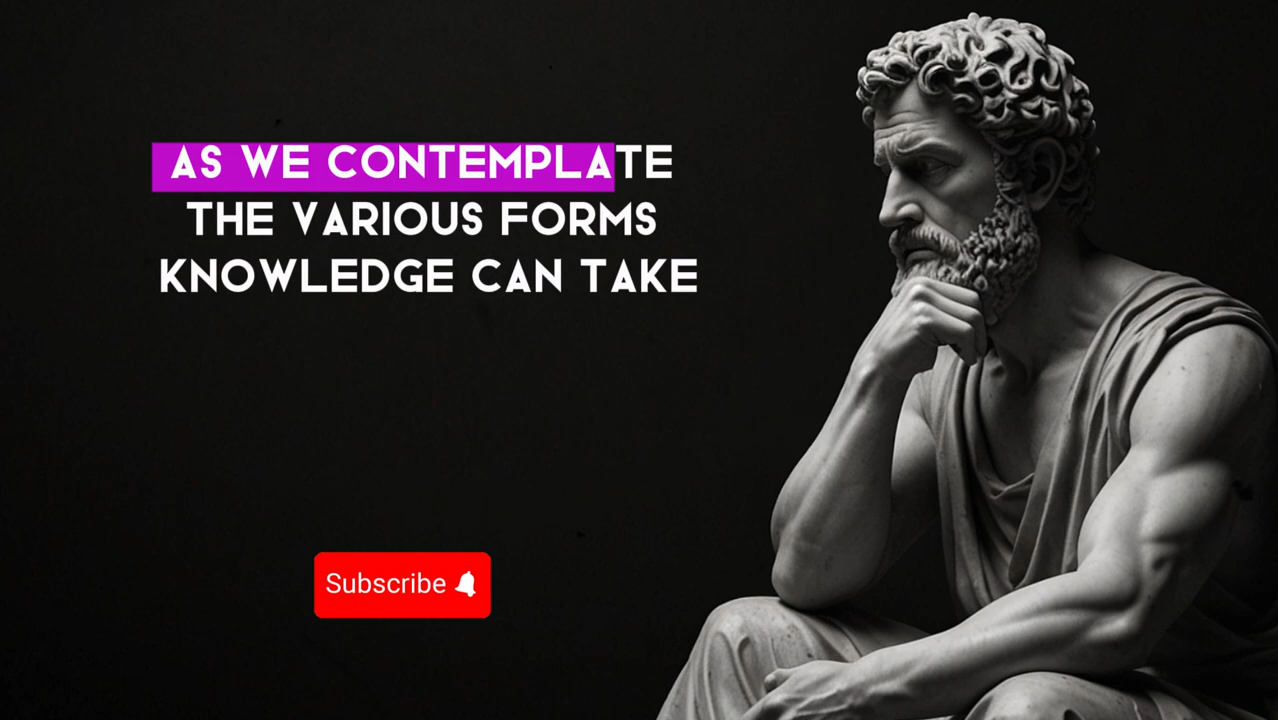 AS WE CONTEMPLATE
THE VARIOUS FORMS
KNOWLEDGE CAN TAKE
Subscribe